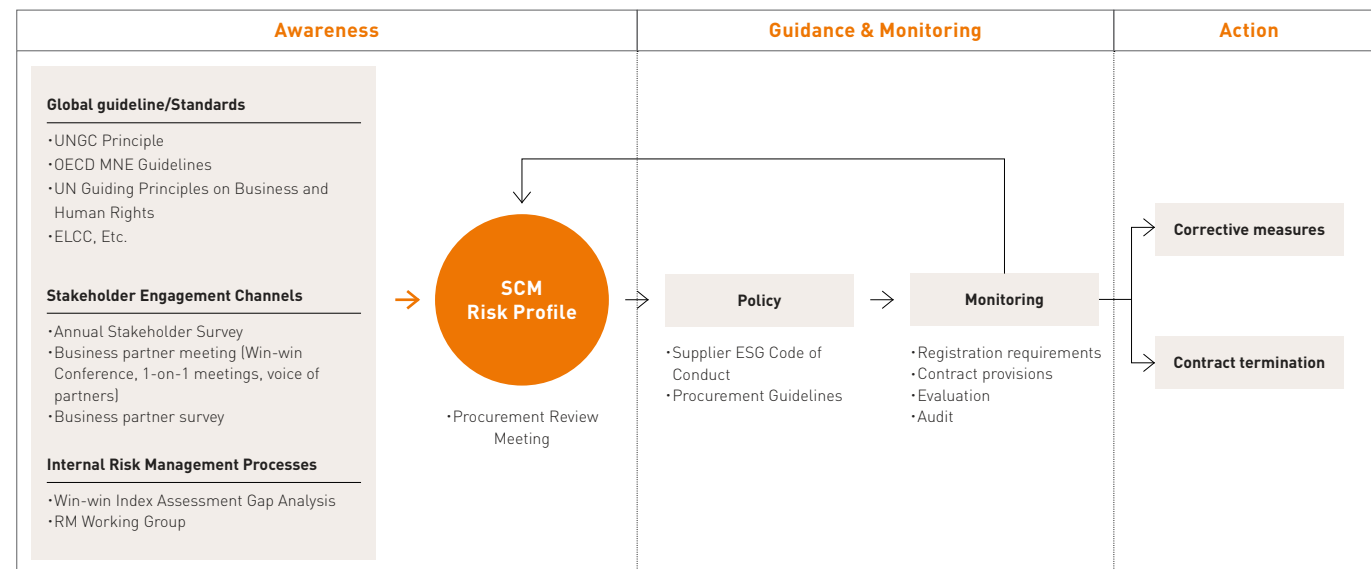 Awareness
Guidance & Monitoring
Action
Global guideline/Standards
·UNGC Principle
·OECD MNE Guidelines
·UN Guiding Principles on Business and
Human Rights
·ELCC, Etc.
Stakeholder Engagement Channels
·Annual Stakeholder Survey
·Business partner meeting (Win-win
Conference, 1-on-1 meetings, voice of
partners)
·Business partner survey
Internal Risk Management Processes
·Win-win Index Assessment Gap Analysis
·RM Working Group
SCM
Risk Profile
·Procurement Review
Meeting
Policy
·Supplier ESG Code of
Conduct
·Procurement Guidelines
Monitoring
·Registration requirements
·Contract provisions
·Evaluation
·Audit
Corrective measures
Contract termination